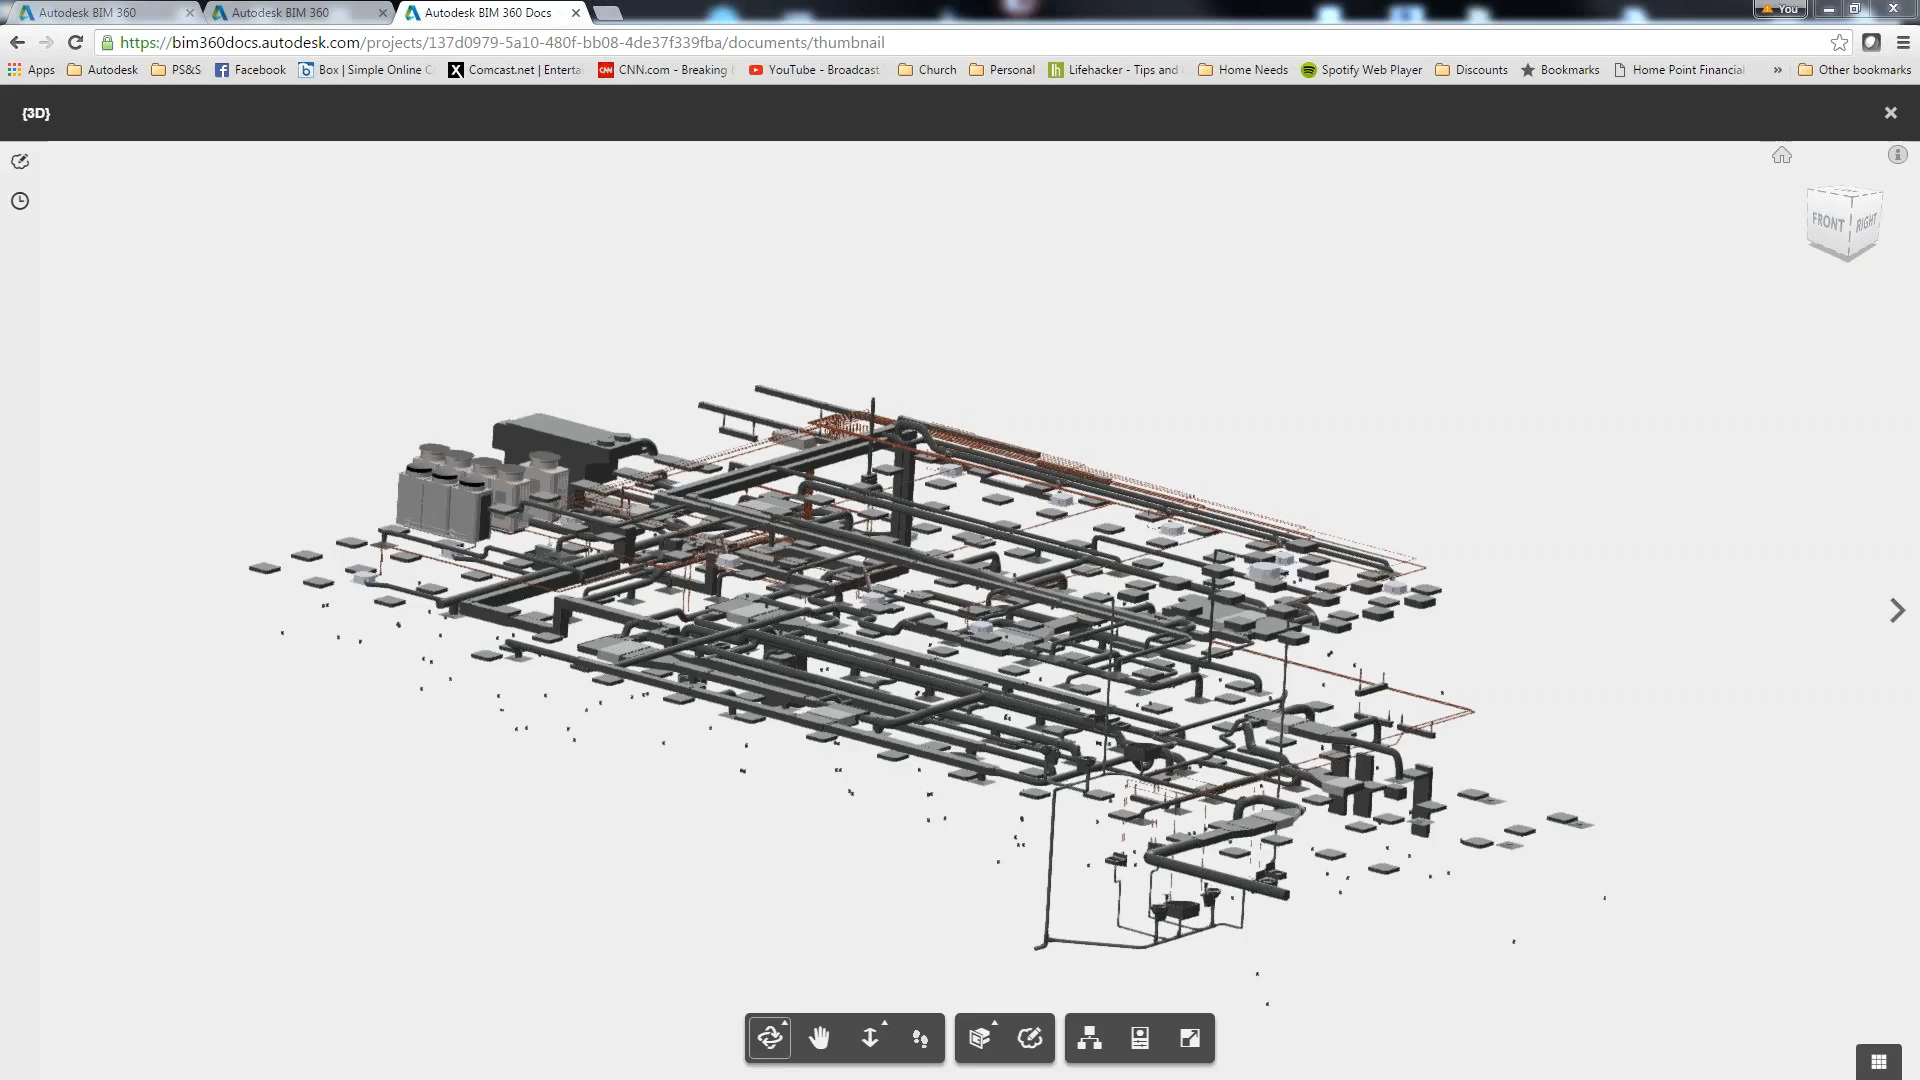 Autodesk BIM 360
Autodesk BIM 360
Autodesk BIM 360 Docs
You
https://bim360docs.autodesk.com/projects/137d0979-5a10-480f-bb08-4de37f339fba/documents/thumbnail
Apps
Autodesk
PS&S
Facebook
Box | Simple Online C
Comcast.net | Enterta
CNN.com - Breaking
YouTube - Broadcast
Church
Personal
Lifehacker - Tips and
Home Needs
Spotify Web Player
Discounts
Bookmarks
Home Point Financial
»
Other bookmarks
{3D}
FRONT
RIGHT